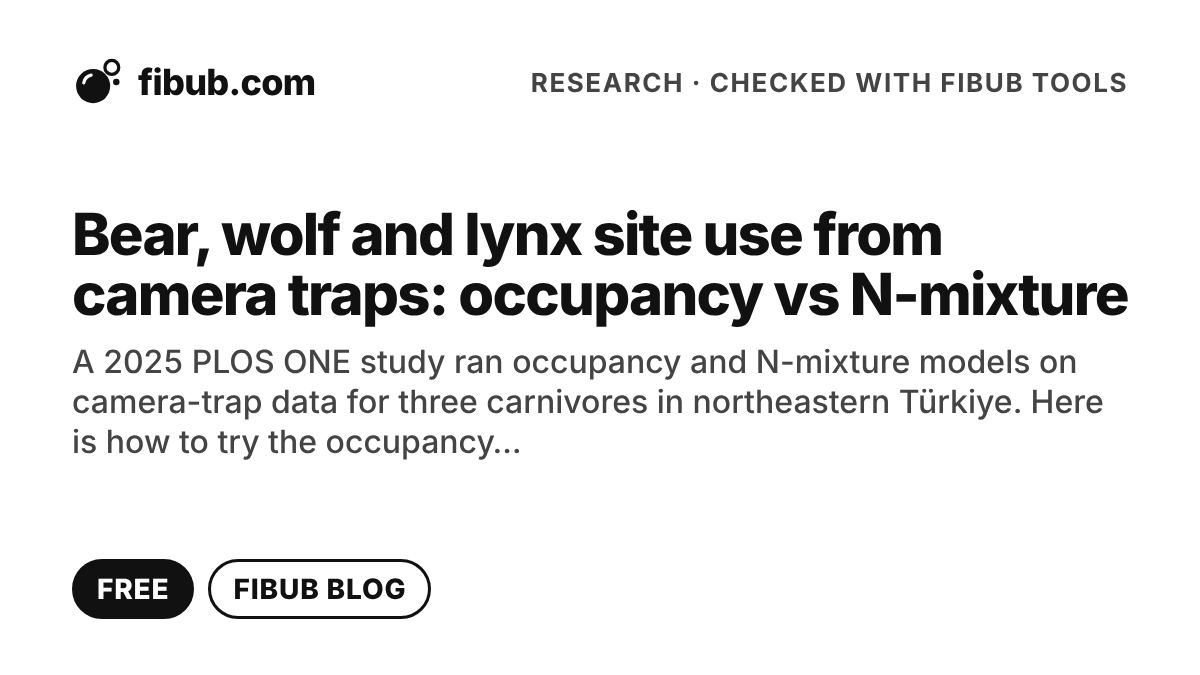 fibub.com
RESEARCH · CHECKED WITH FIBUB TOOLS
Bear, wolf and lynx site use from
camera traps: occupancy vs N-mixture
A 2025 PLOS ONE study ran occupancy and N-mixture models on
camera-trap data for three carnivores in northeastern Türkiye. Here
is how to try the occupancy...
FREE
FIBUB BLOG